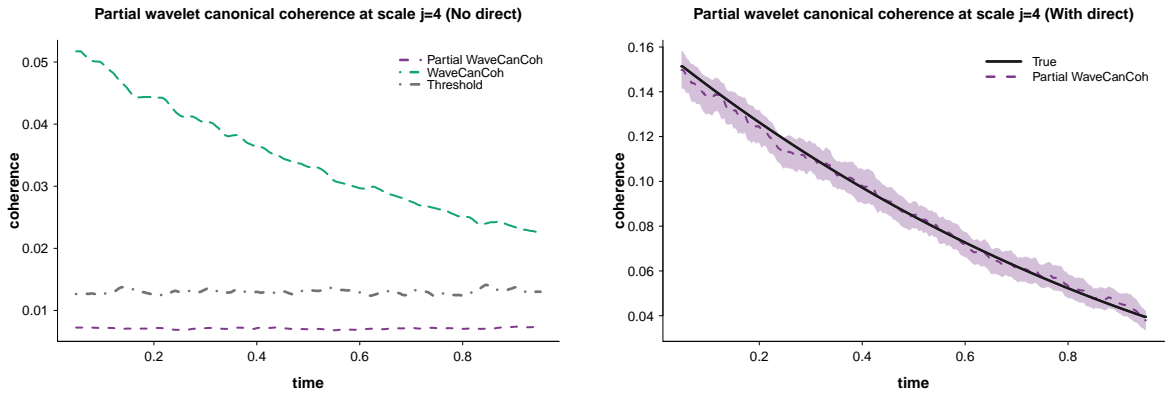 Partial wavelet canonical coherence at scale j=4 (No direct)
coherence
0.05
0.04
0.03
0.02
0.01
Partial WaveCanCoh
WaveCanCoh
Threshold
0.2 0.4 0.6 0.8
time
Partial wavelet canonical coherence at scale j=4 (With direct)
coherence
0.16
0.14
0.12
0.10
0.08
0.06
0.04
True
Partial WaveCanCoh
0.2 0.4 0.6 0.8
time